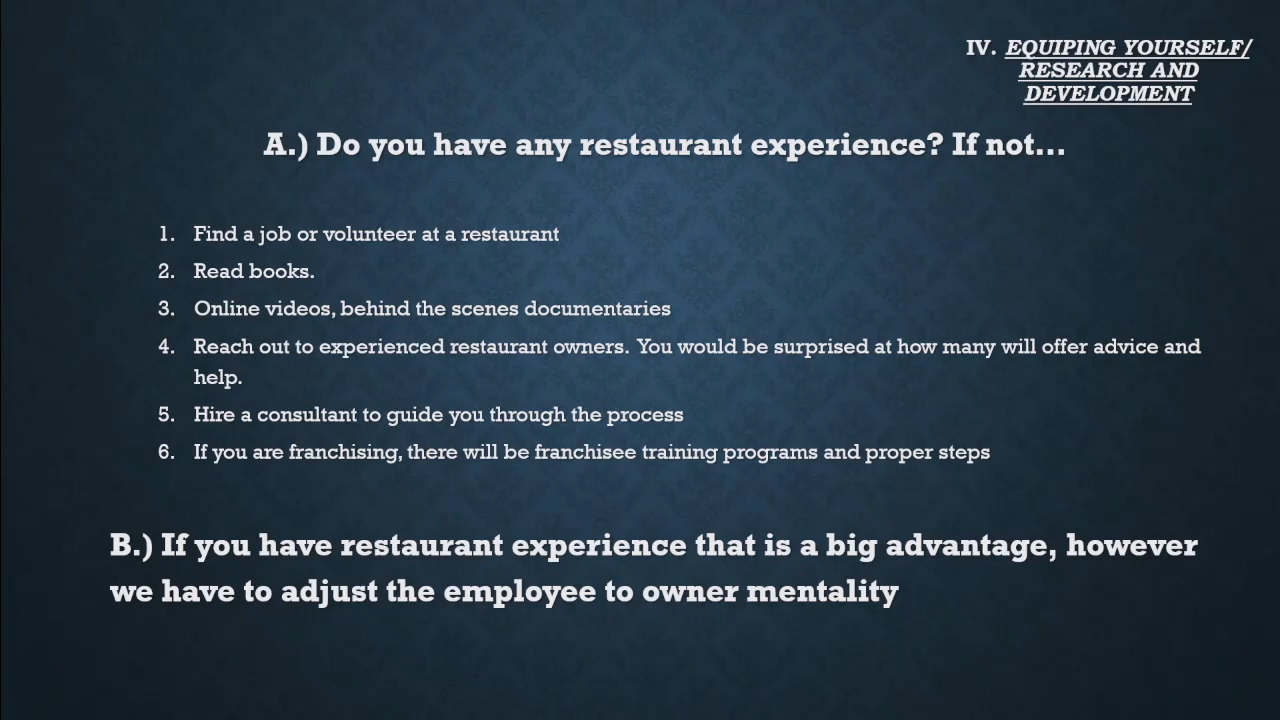 IV. EQUIPING YOURSELF/
RESEARCH AND
DEVELOPMENT
A.) Do you have any restaurant experience? If not...
1. Find a job or volunteer at a restaurant
2. Read books.
3. Online videos, behind the scenes documentaries
4. Reach out to experienced restaurant owners. You would be surprised at how many will offer advice and
help.
5. Hire a consultant to guide you through the process
6. If you are franchising, there will be franchisee training programs and proper steps
B.) If you have restaurant experience that is a big advantage, however
we have to adjust the employee to owner mentality